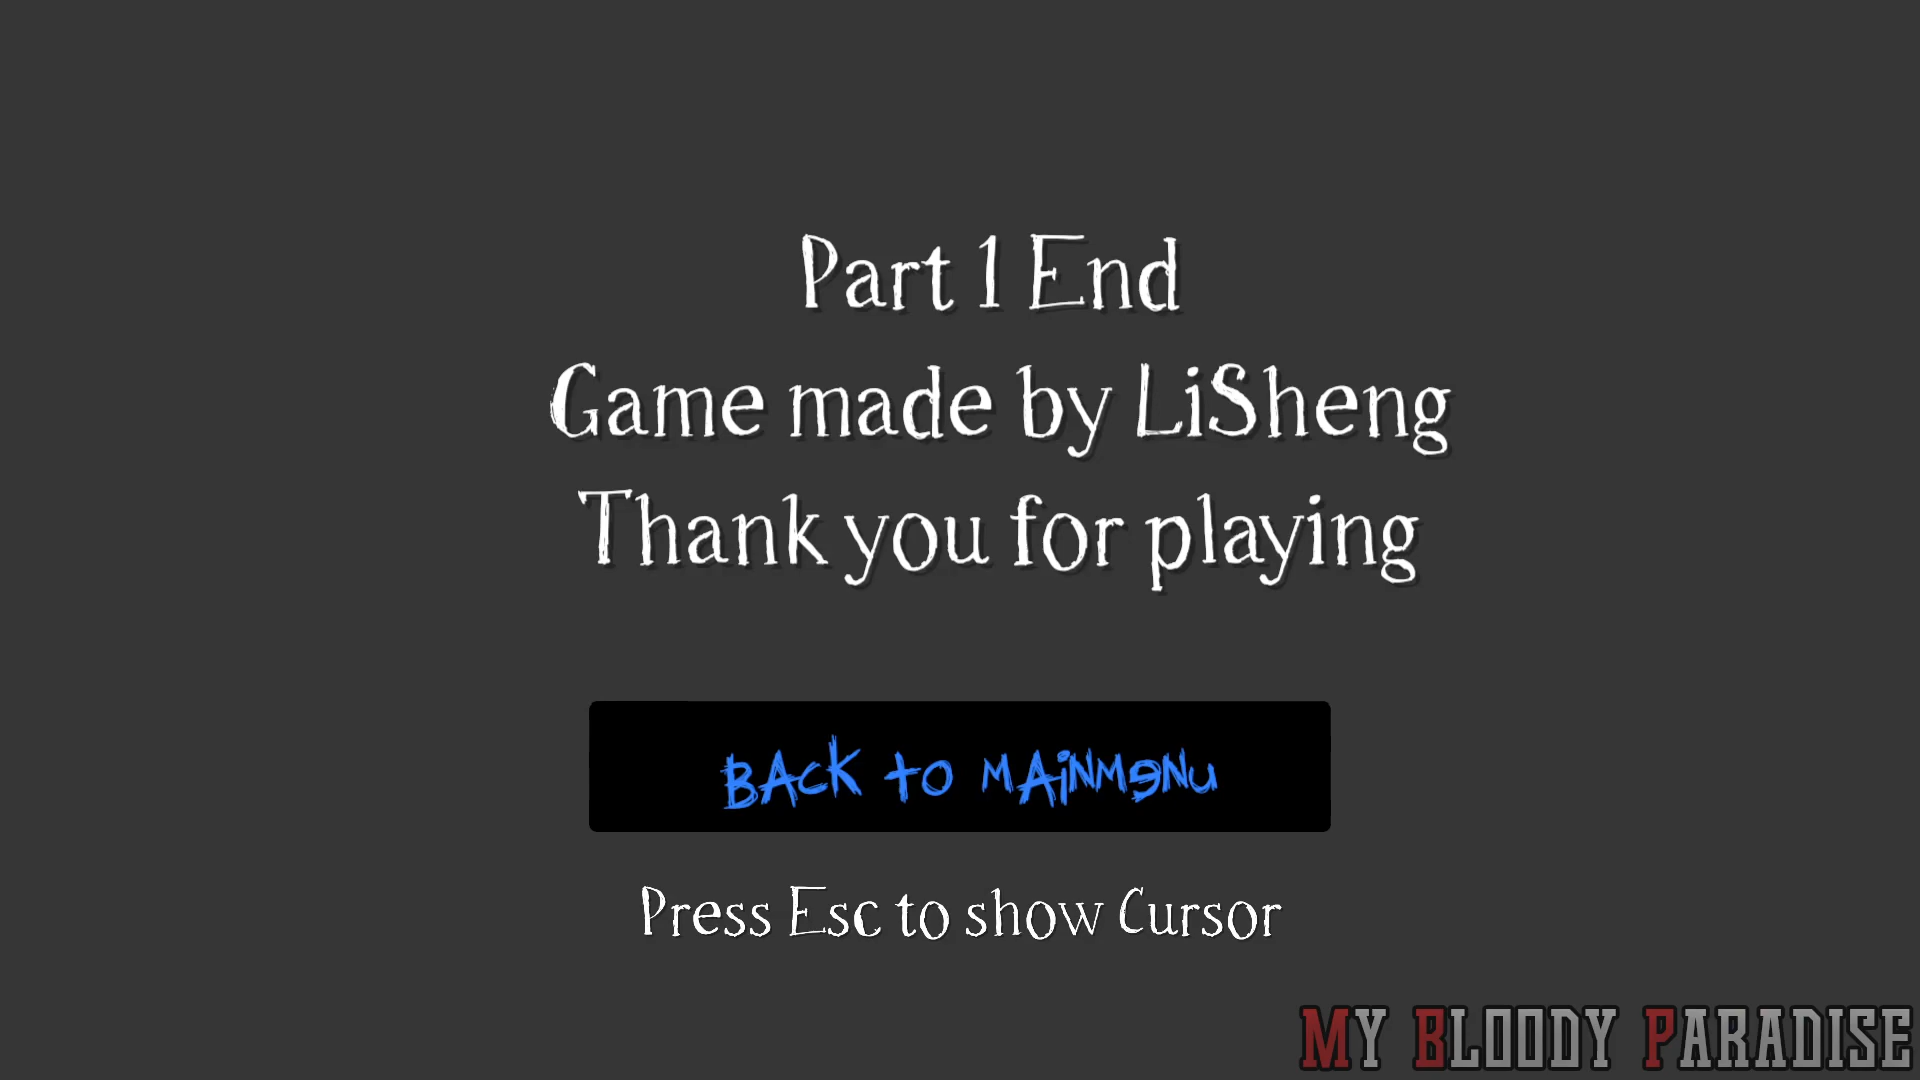 Part 1 End
Game made by LiSheng
Thank you for playing
BACK to MAiNMeNu
Press Esc to show Cursor
MY BLOODY PARADISE